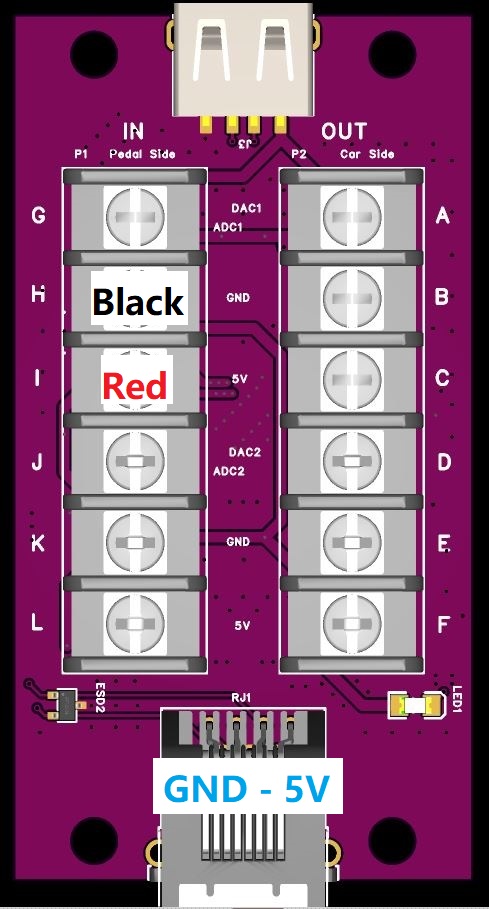 J3
IN OUT
P1 Pedal Side P2 Car Side
G DAC1 A
ADC1
H Black GND B
I Red 5V C
J DAC2 D
ADC2
K GND E
L 5V F
ESD2 RJ1 LED1
GND - 5V